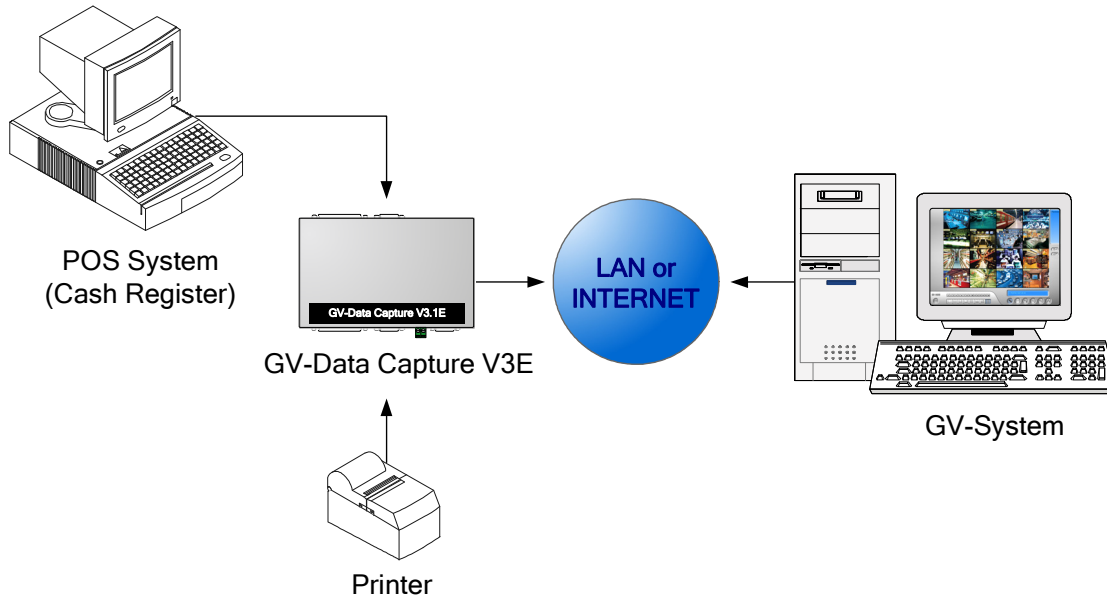 POS System
(Cash Register)
GV-Data Capture V3.1E
GV-Data Capture V3E
LAN or
INTERNET
GV-System
Printer